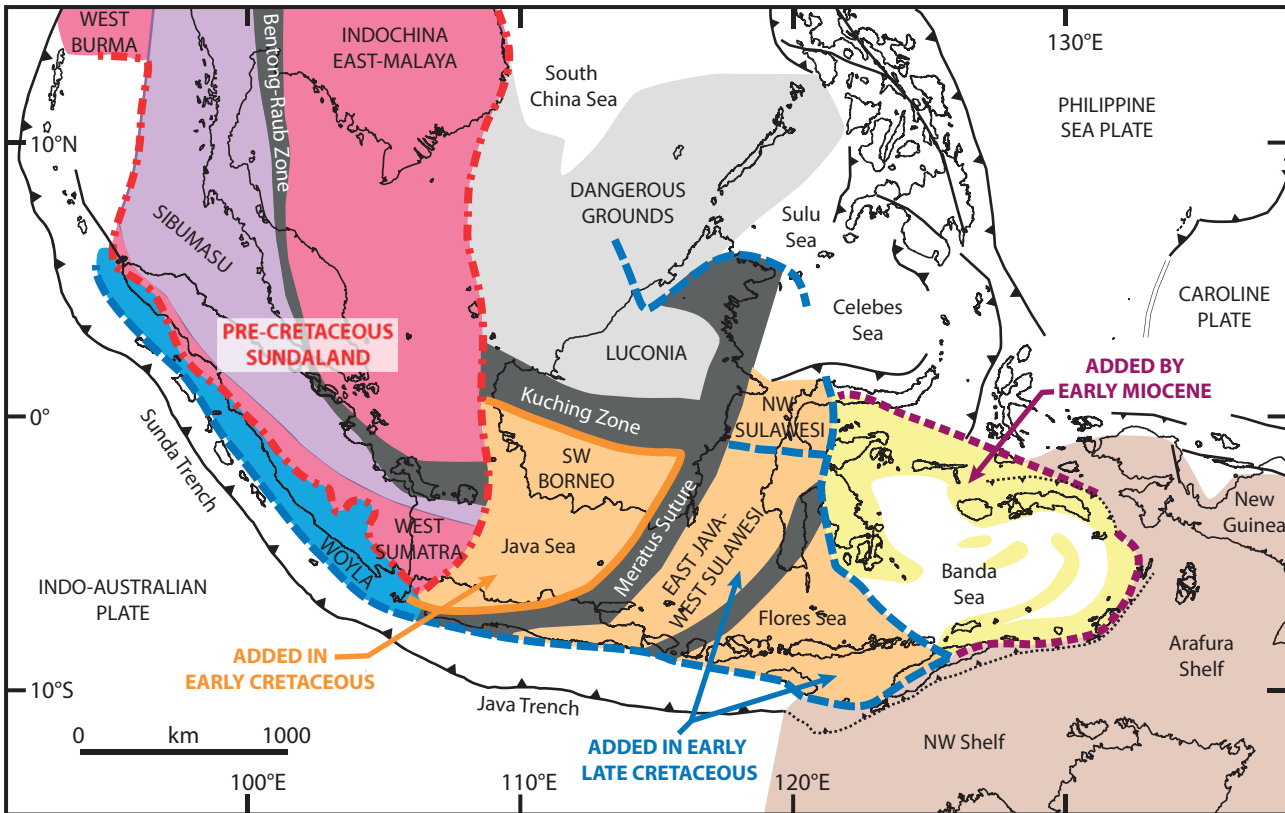 WEST
BURMA
Bentong-Raub Zone
INDOCHINA
EAST-MALAYA
South
China Sea
130°E
PHILIPPINE
SEA PLATE
10°N
DANGEROUS
GROUNDS
Sulu
Sea
SIBUMASU
Celebes
Sea
CAROLINE
PLATE
PRE-CRETACEOUS
SUNDALAND
LUCONIA
ADDED BY
EARLY MIOCENE
0°
Kuching Zone
NW
SULAWESI
Sunda Trench
SW
BORNEO
New
Guinea
WEST
SUMATRA
Java Sea
Meratus Suture
EAST JAVA-
WEST SULAWESI
WOYLA
Banda
Sea
INDO-AUSTRALIAN
PLATE
Flores Sea
Arafura
Shelf
ADDED IN
EARLY CRETACEOUS
10°S
Java Trench
0 km 1000
ADDED IN EARLY
LATE CRETACEOUS
NW Shelf
100°E
110°E
120°E